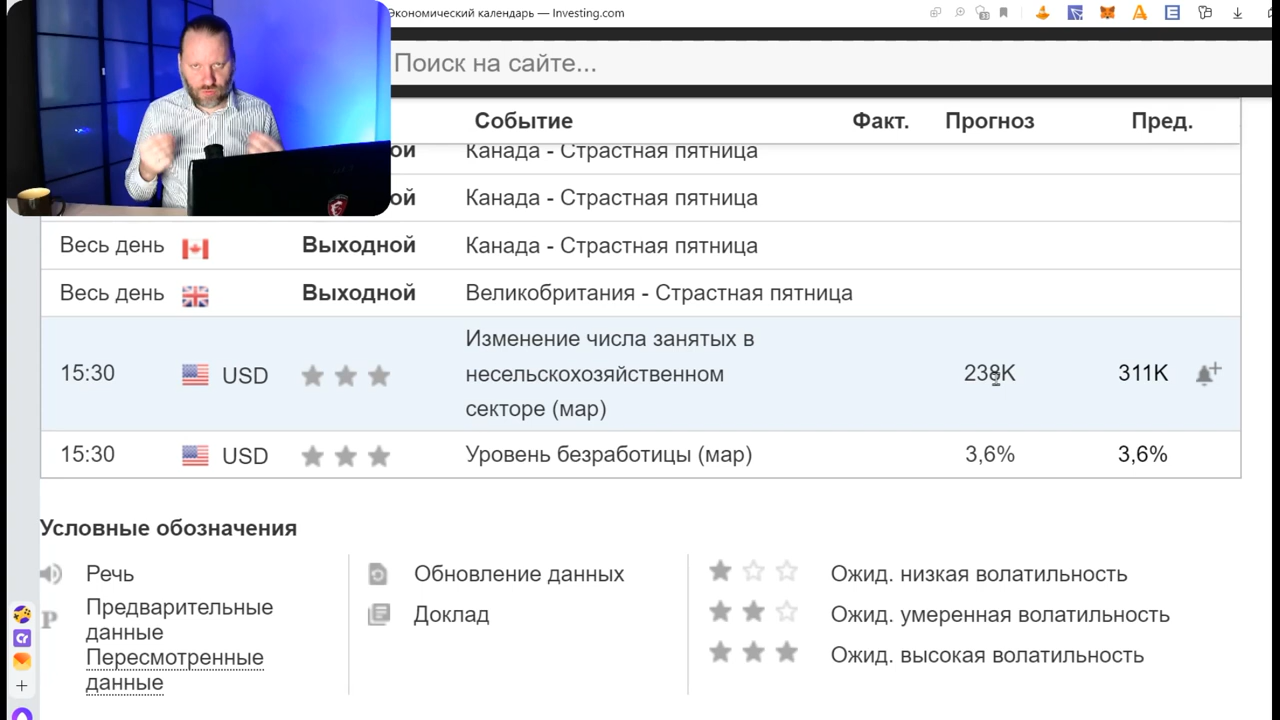 Экономический календарь — Investing.com
Поиск на сайте...
Событие Факт. Прогноз Пред.
ой Канада - Страстная пятница
ой Канада - Страстная пятница
Весь день Выходной Канада - Страстная пятница
Весь день Выходной Великобритания - Страстная пятница
Изменение числа занятых в
15:30 USD несельскохозяйственном 238K 311K
секторе (мар)
15:30 USD Уровень безработицы (мар) 3,6% 3,6%
Условные обозначения
Речь Обновление данных Ожид. низкая волатильность
P Предварительные
данные
Доклад Ожид. умеренная волатильность
Пересмотренные
данные
Ожид. высокая волатильность